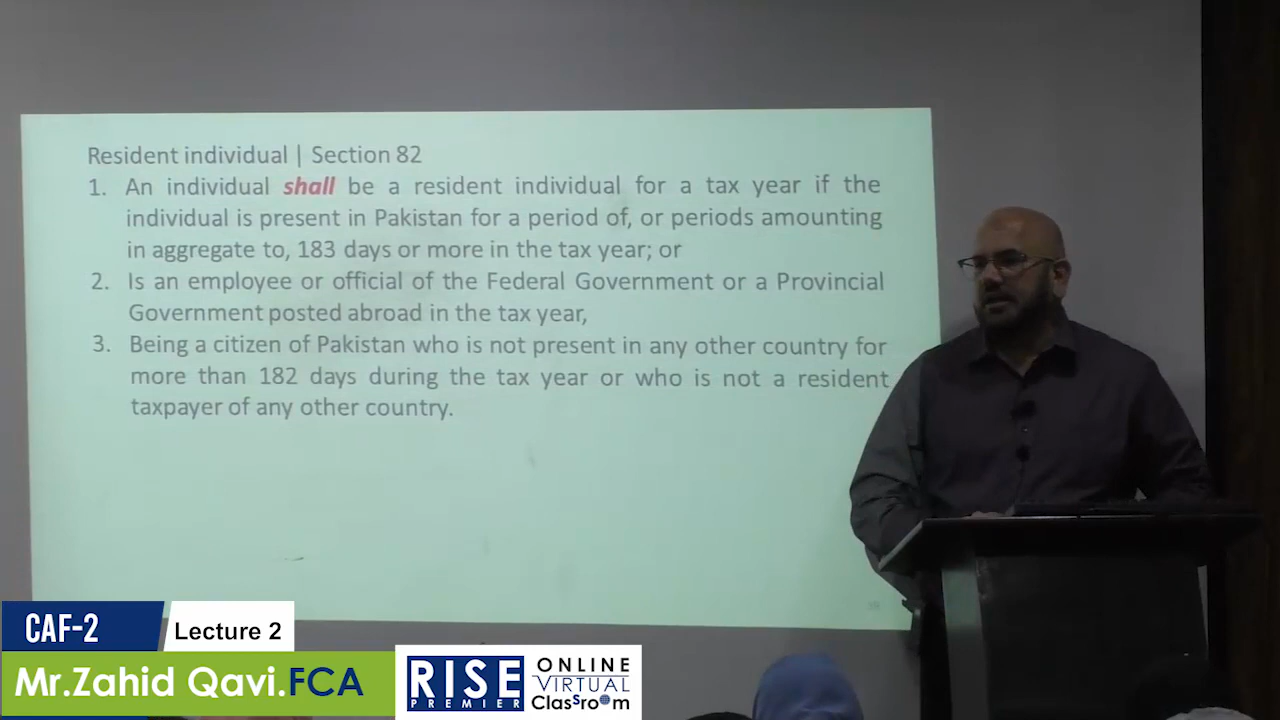 Resident individual | Section 82
1. An individual shall be a resident individual for a tax year if the
individual is present in Pakistan for a period of, or periods amounting
in aggregate to, 183 days or more in the tax year; or
2. Is an employee or official of the Federal Government or a Provincial
Government posted abroad in the tax year,
3. Being a citizen of Pakistan who is not present in any other country for
more than 182 days during the tax year or who is not a resident
taxpayer of any other country.
CAF-2
Lecture 2
Mr.Zahid Qavi.FCA
RISE
PREMIER
ONLINE
VIRTUAL
Classroom